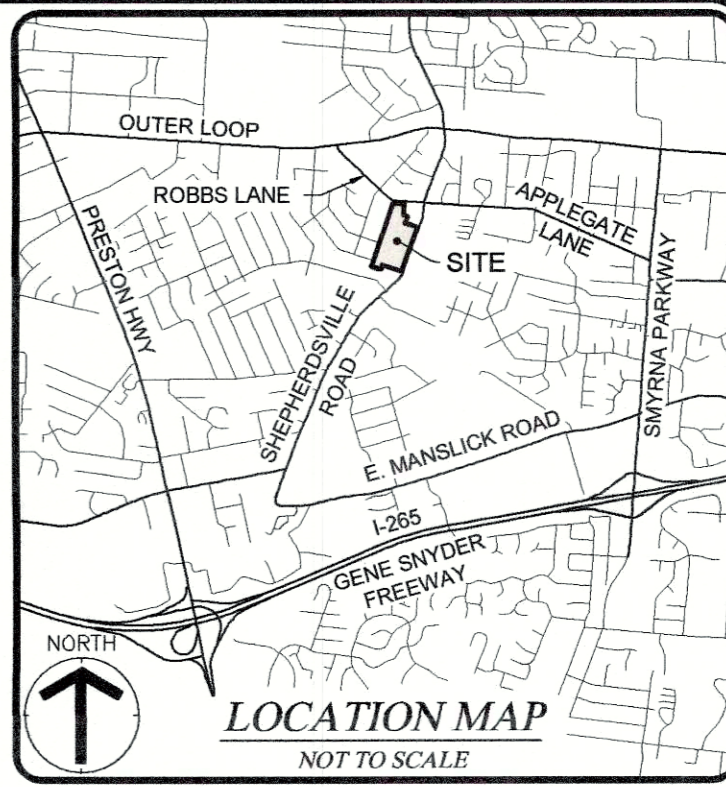 OUTER LOOP
ROBBS LANE
APPLEGATE
LANE
SITE
PRESTON HWY
SMYRNA PARKWAY
SHEPHERDSVILLE
ROAD
E. MANSLICK ROAD
I-265
GENE SNYDER
FREEWAY
NORTH
LOCATION MAP
NOT TO SCALE